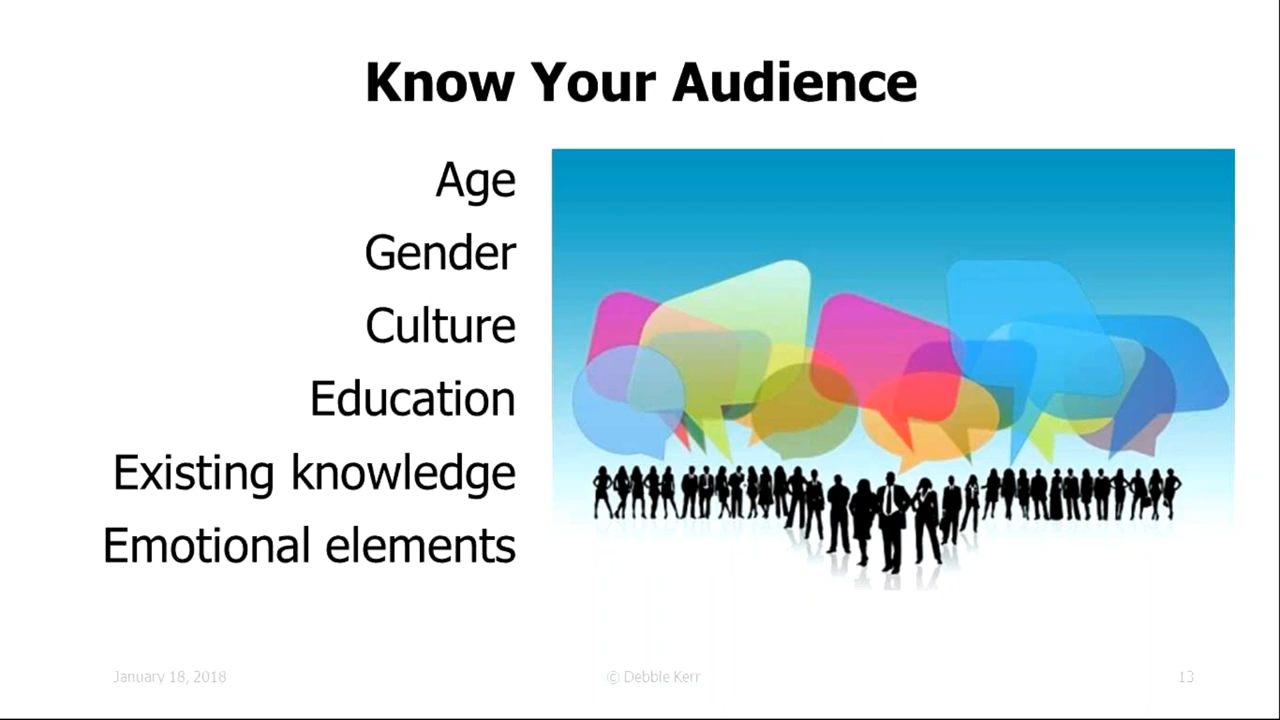 Know Your Audience
Age
Gender
Culture
Education
Existing knowledge
Emotional elements
January 18, 2018
© Debbie Kerr
13